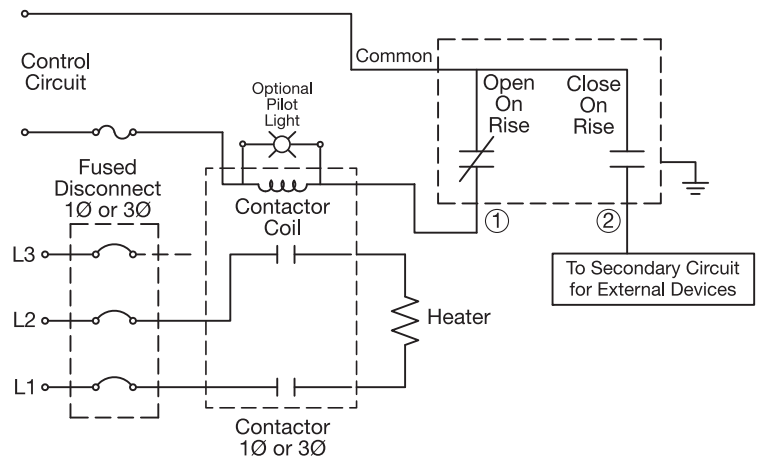 Control
Circuit
Common
Optional
Pilot
Light
Open
On
Rise
Close
On
Rise
Fused
Disconnect
1Ø or 3Ø
Contactor
Coil
①
②
L3
L2
L1
Heater
To Secondary Circuit
for External Devices
Contactor
1Ø or 3Ø